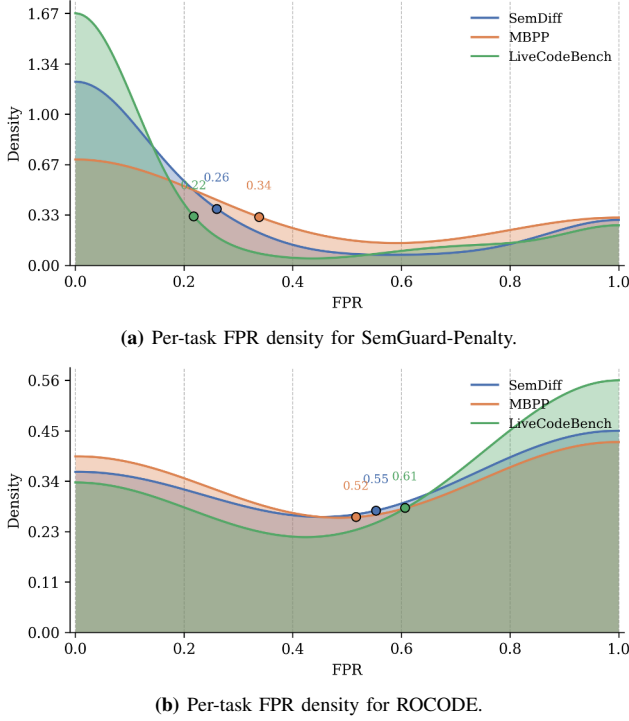 1.67
1.34
1.00
0.67
0.33
0.00
Density
SemDiff
MBPP
LiveCodeBench
0.22
0.26
0.34
0.0 0.2 0.4 0.6 0.8 1.0
FPR
(a) Per-task FPR density for SemGuard-Penalty.
0.56
0.45
0.34
0.23
0.11
0.00
Density
SemDiff
MBPP
LiveCodeBench
0.52
0.55
0.61
0.0 0.2 0.4 0.6 0.8 1.0
FPR
(b) Per-task FPR density for ROCODE.